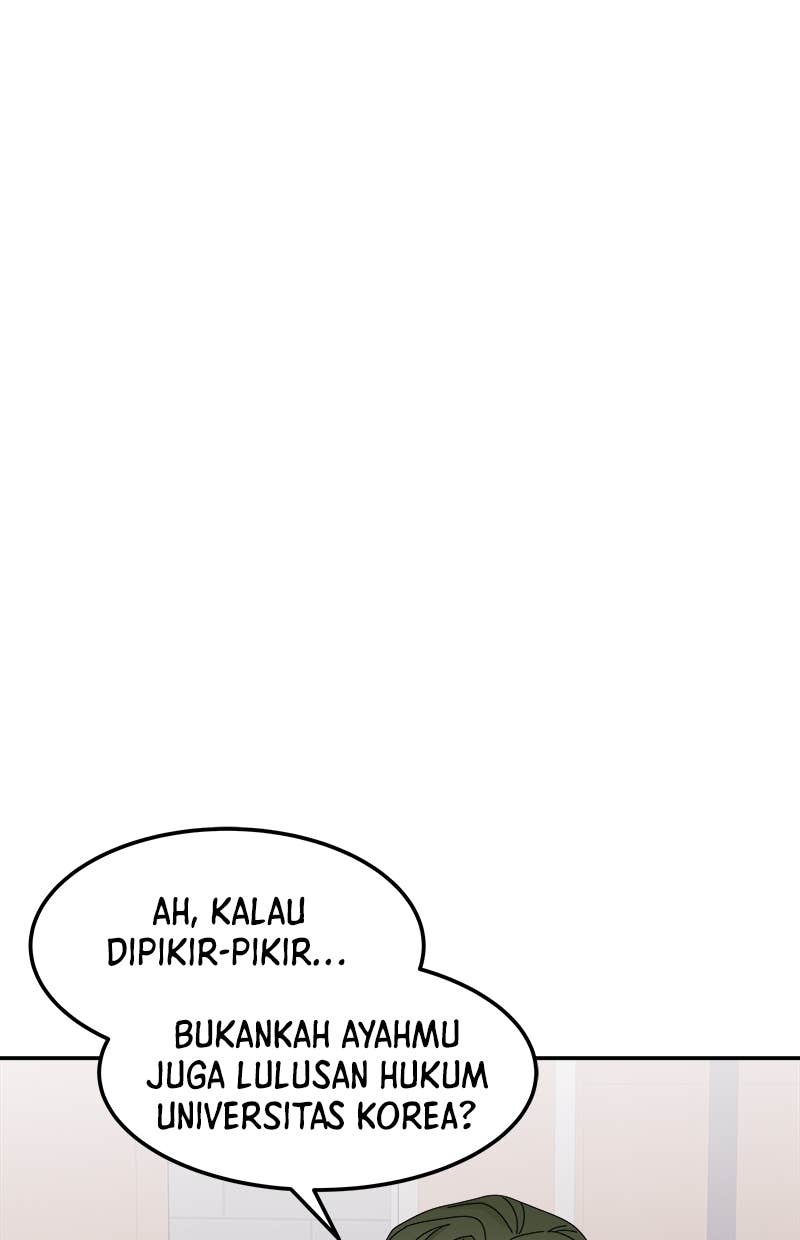 AH, KALAU
DIPIKIR-PIKIR...
BUKANKAH AYAHMU
JUGA LULUSAN HUKUM
UNIVERSITAS KOREA?